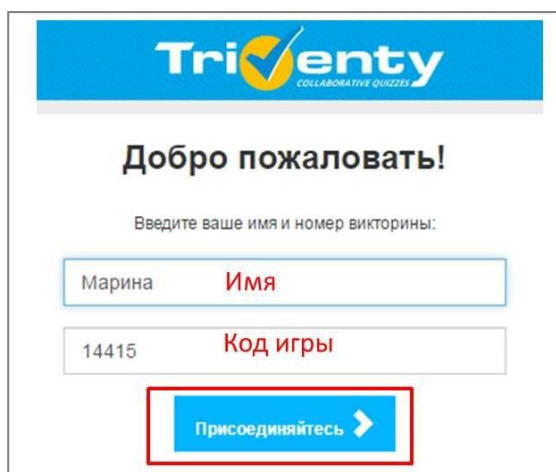 Triventy
COLLABORATIVE QUIZZES
Добро пожаловать!
Введите ваше имя и номер викторины:
Марина Имя
14415 Код игры
Присоединяйтесь